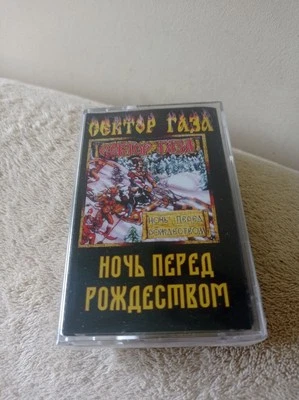 СЕКТОР ГАЗА
СЕКТОР ГАЗА
НОЧЬ ПЕРЕД
РОЖДЕСТВОМ
НОЧЬ ПЕРЕД
РОЖДЕСТВОМ